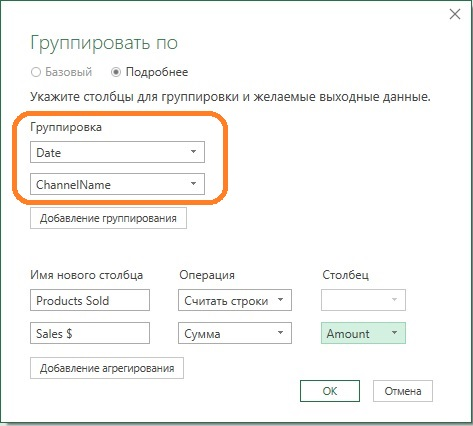 Группировать по
Базовый Подробнее
Укажите столбцы для группировки и желаемые выходные данные.
Группировка
Date
ChannelName
Добавление группирования
Имя нового столбца Операция Столбец
Products Sold Считать строки
Sales $ Сумма Amount
Добавление агрегирования
ОК Отмена